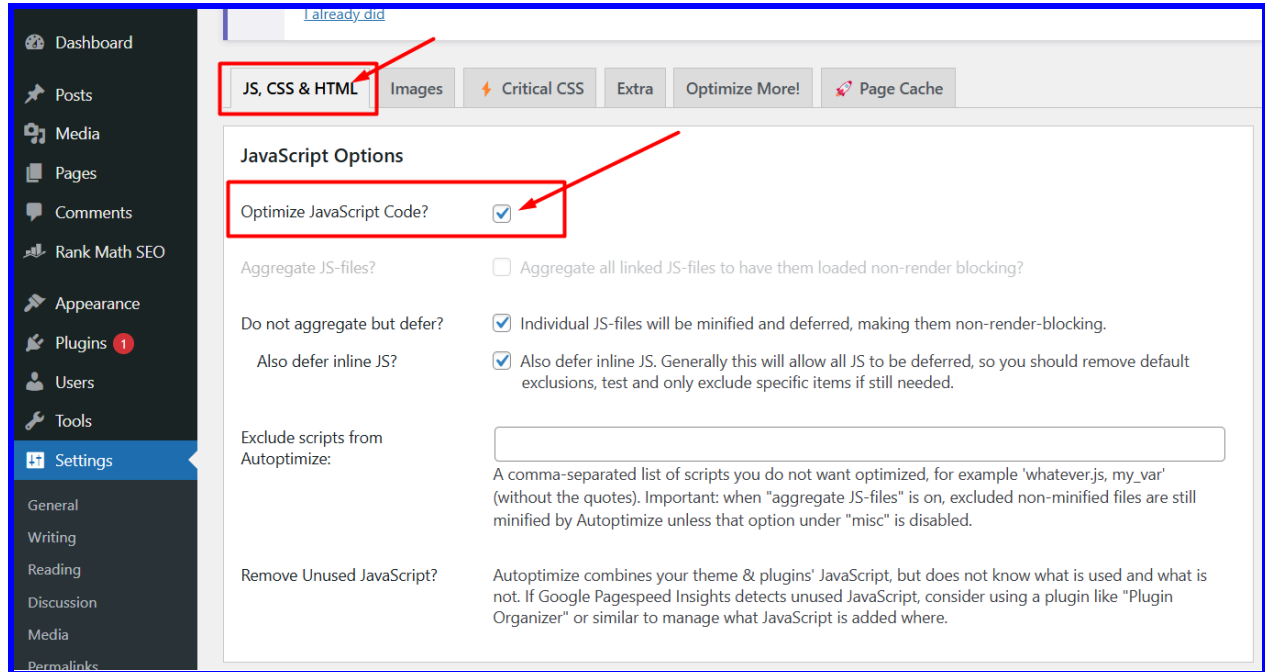 I already did
Dashboard
Posts
Media
Pages
Comments
Rank Math SEO
Appearance
Plugins 1
Users
Tools
Settings
General
Writing
Reading
Discussion
Media
Permalinks
JS, CSS & HTML
Images
Critical CSS
Extra
Optimize More!
Page Cache
JavaScript Options
Optimize JavaScript Code?
Aggregate JS-files?
Aggregate all linked JS-files to have them loaded non-render blocking?
Do not aggregate but defer?
Individual JS-files will be minified and deferred, making them non-render-blocking.
Also defer inline JS?
Also defer inline JS. Generally this will allow all JS to be deferred, so you should remove default
exclusions, test and only exclude specific items if still needed.
Exclude scripts from
Autoptimize:
A comma-separated list of scripts you do not want optimized, for example 'whatever.js, my_var'
(without the quotes). Important: when "aggregate JS-files" is on, excluded non-minified files are still
minified by Autoptimize unless that option under "misc" is disabled.
Remove Unused JavaScript?
Autoptimize combines your theme & plugins' JavaScript, but does not know what is used and what is
not. If Google Pagespeed Insights detects unused JavaScript, consider using a plugin like "Plugin
Organizer" or similar to manage what JavaScript is added where.